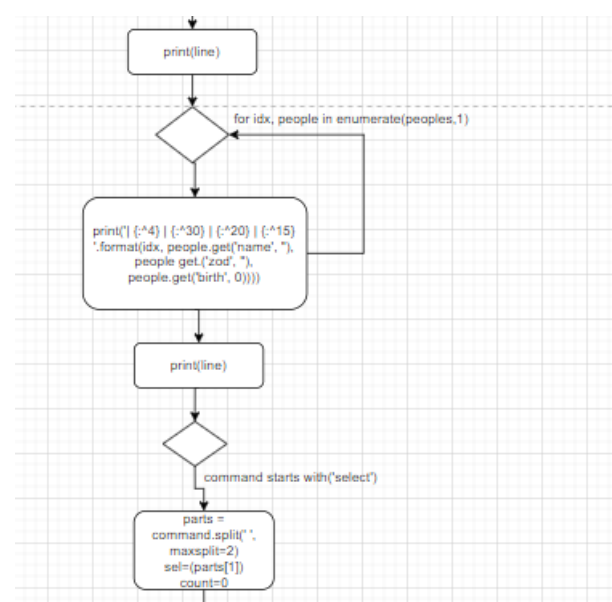 print(line)
for idx, people in enumerate(peoples,1)
print('| {:^4} | {:^30} | {:^20} | {:^15}
'.format(idx, people.get('name', ''),
people get.('zod', ''),
people.get('birth', 0))))
print(line)
command starts with('select')
parts =
command.split(' ',
maxsplit=2)
sel=(parts[1])
count=0